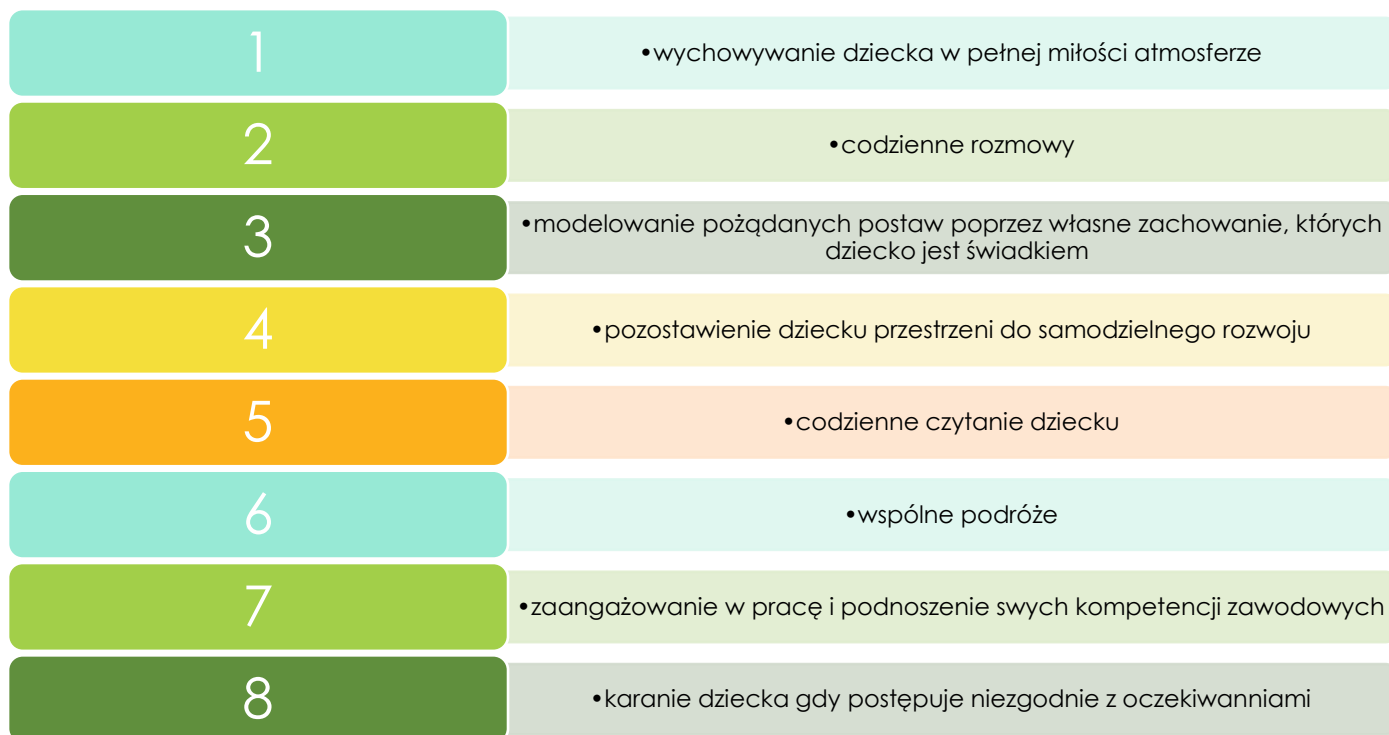 1
•wychowywanie dziecka w pełnej miłości atmosferze
2
•codzienne rozmowy
3
•modelowanie pożądanych postaw poprzez własne zachowanie, których
dziecko jest świadkiem
4
•pozostawienie dziecku przestrzeni do samodzielnego rozwoju
5
•codzienne czytanie dziecku
6
•wspólne podróże
7
•zaangażowanie w pracę i podnoszenie swych kompetencji zawodowych
8
•karanie dziecka gdy postępuje niezgodnie z oczekiwanniami